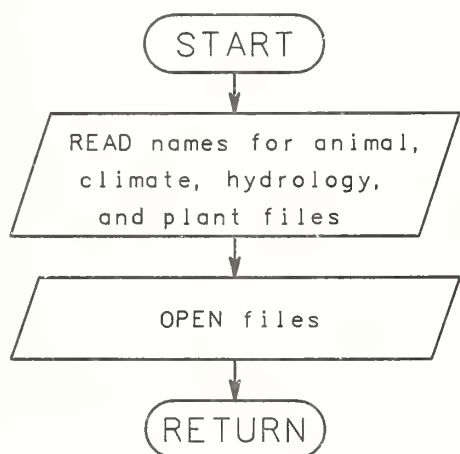 START
READ names for animal,
climate, hydrology,
and plant files
OPEN files
RETURN